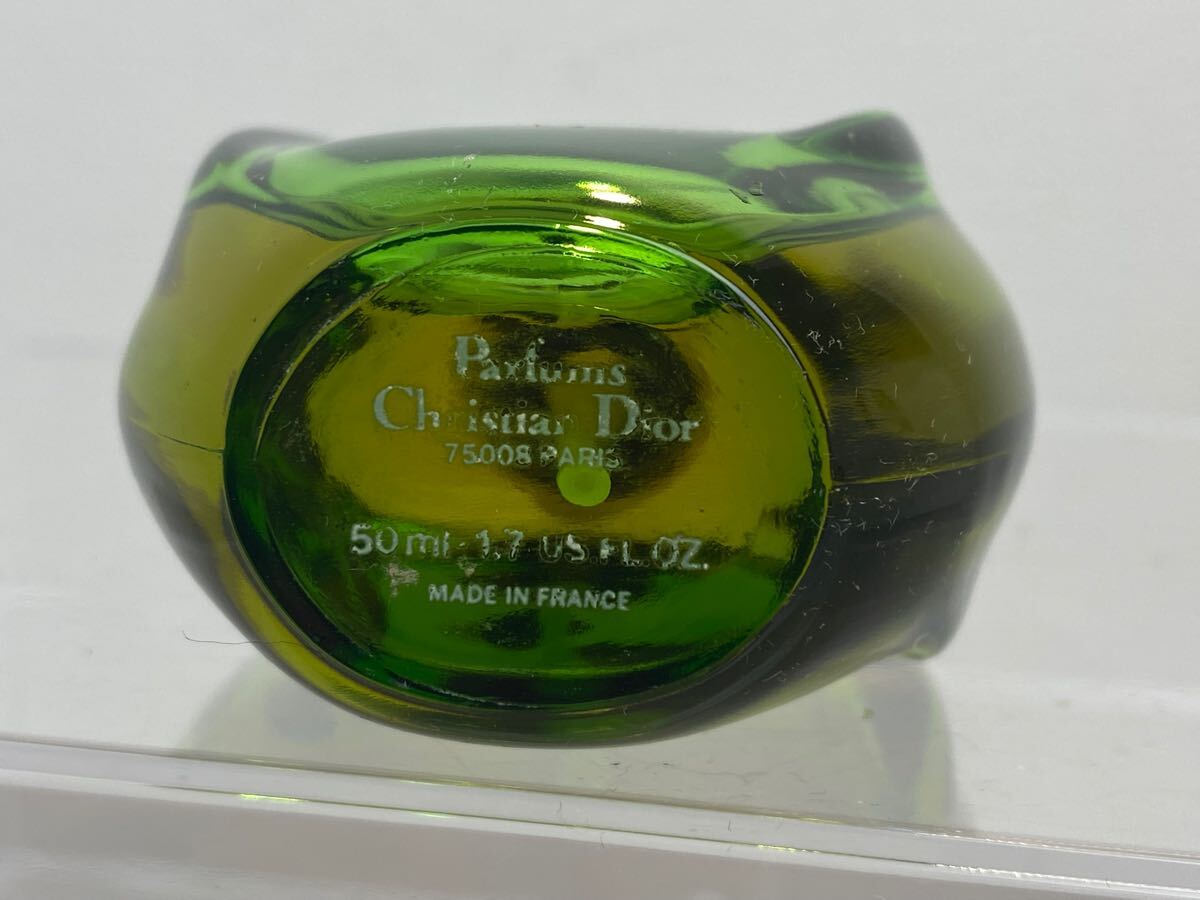 Parfums
Christian Dior
75008 PARIS
50 ml · 1.7 US.FL.OZ.
MADE IN FRANCE